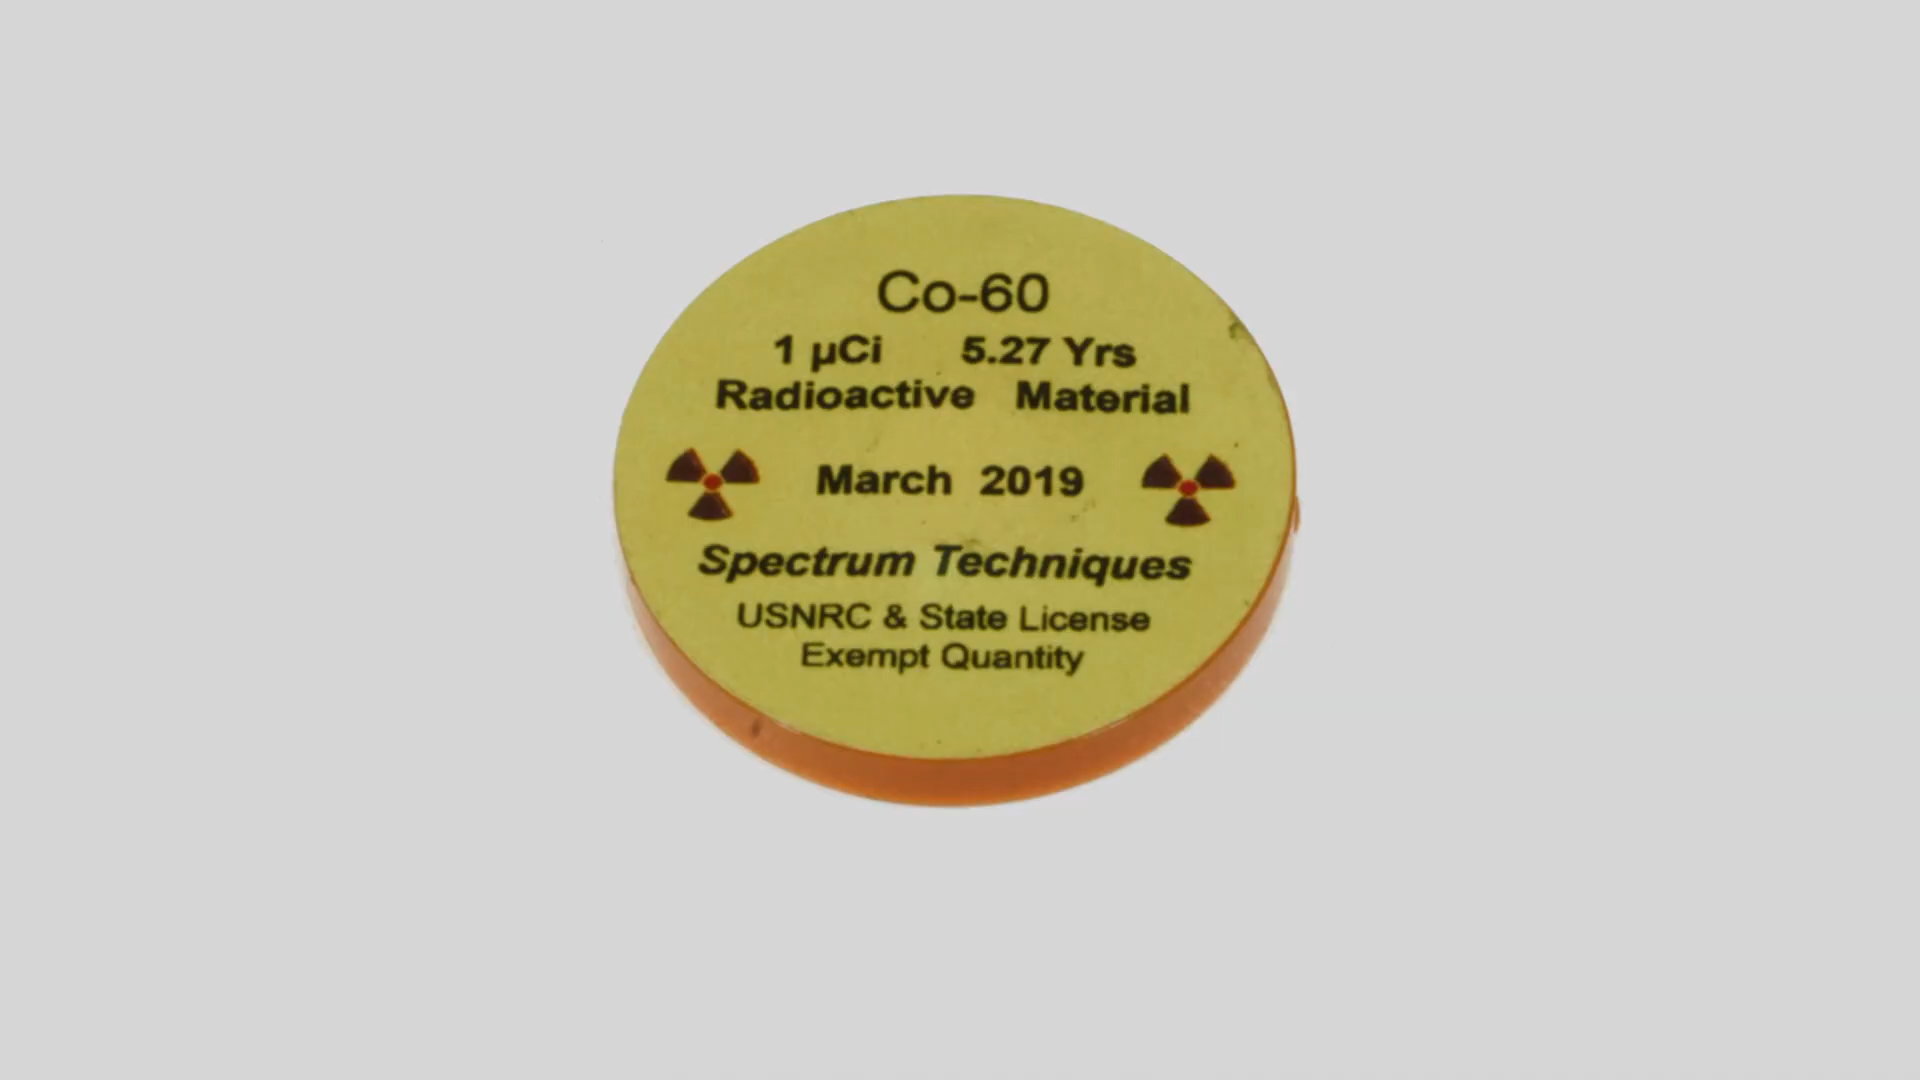 Co-60
1 µCi 5.27 Yrs
Radioactive Material
March 2019
Spectrum Techniques
USNRC & State License
Exempt Quantity